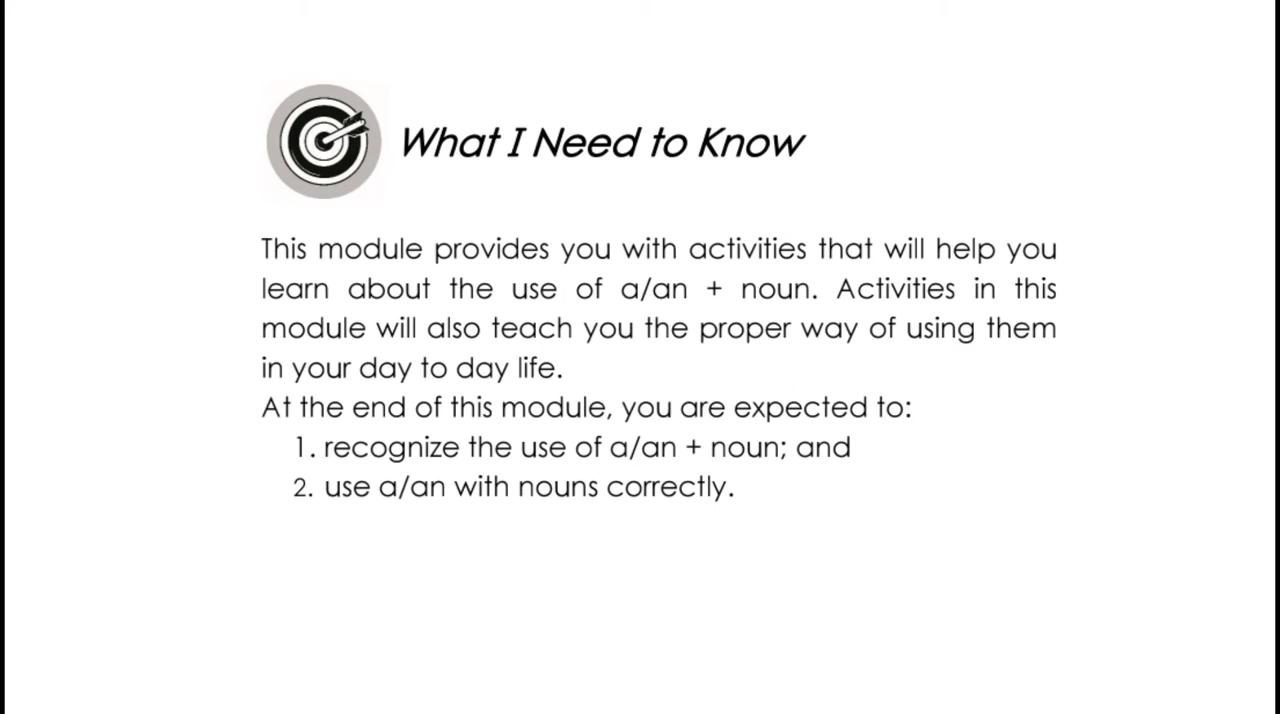 What I Need to Know
This module provides you with activities that will help you
learn about the use of a/an + noun. Activities in this
module will also teach you the proper way of using them
in your day to day life.
At the end of this module, you are expected to:
1. recognize the use of a/an + noun; and
2. use a/an with nouns correctly.